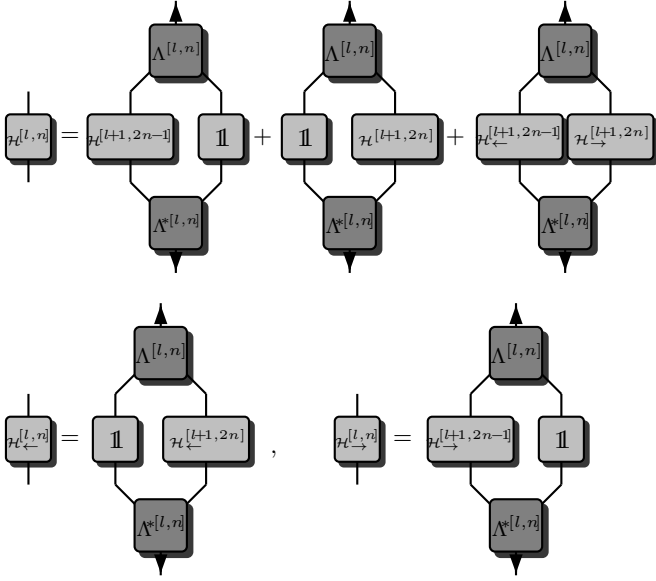 Λ[l,n] Λ[l,n] Λ[l,n]
ℋ[l,n] = ℋ[l+1,2n−1] 𝟙 + 𝟙 ℋ[l+1,2n] + ℋ←[l+1,2n−1] ℋ→[l+1,2n]
Λ*[l,n] Λ*[l,n] Λ*[l,n]
Λ[l,n] Λ[l,n]
ℋ←[l,n] = 𝟙 ℋ←[l+1,2n] , ℋ→[l,n] = ℋ→[l+1,2n−1] 𝟙
Λ*[l,n] Λ*[l,n]